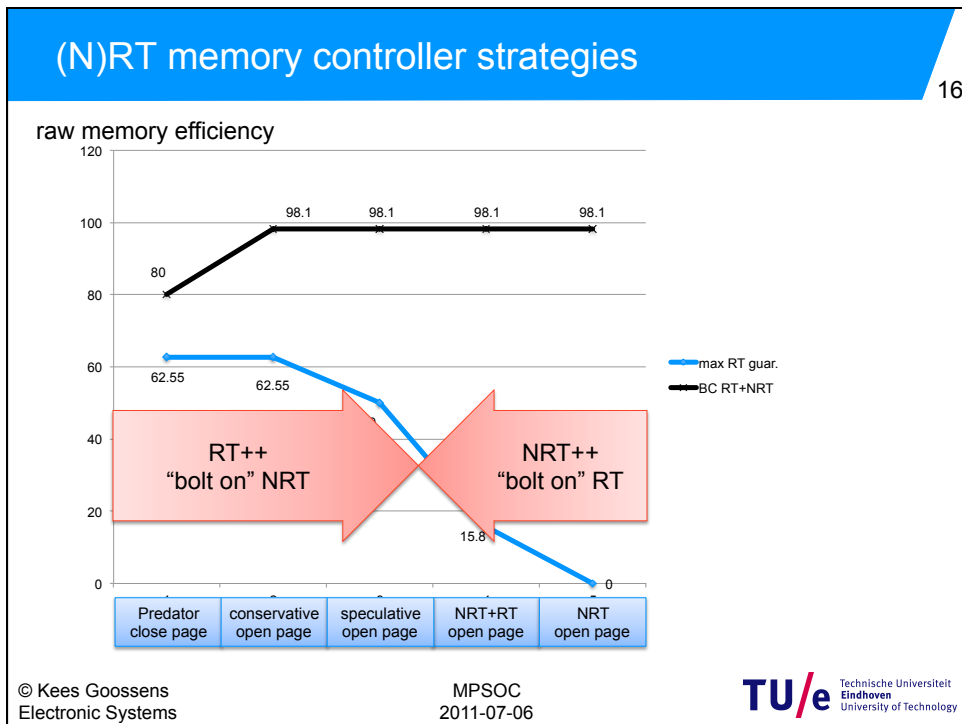 (N)RT memory controller strategies
16
raw memory efficiency
120
100
80
60
40
20
0
80
98.1
98.1
98.1
98.1
62.55
62.55
15.8
0
max RT guar.
BC RT+NRT
RT++
“bolt on” NRT
NRT++
“bolt on” RT
Predator
close page
conservative
open page
speculative
open page
NRT+RT
open page
NRT
open page
© Kees Goossens
Electronic Systems
MPSOC
2011-07-06
TU/e
Technische Universiteit
Eindhoven
University of Technology